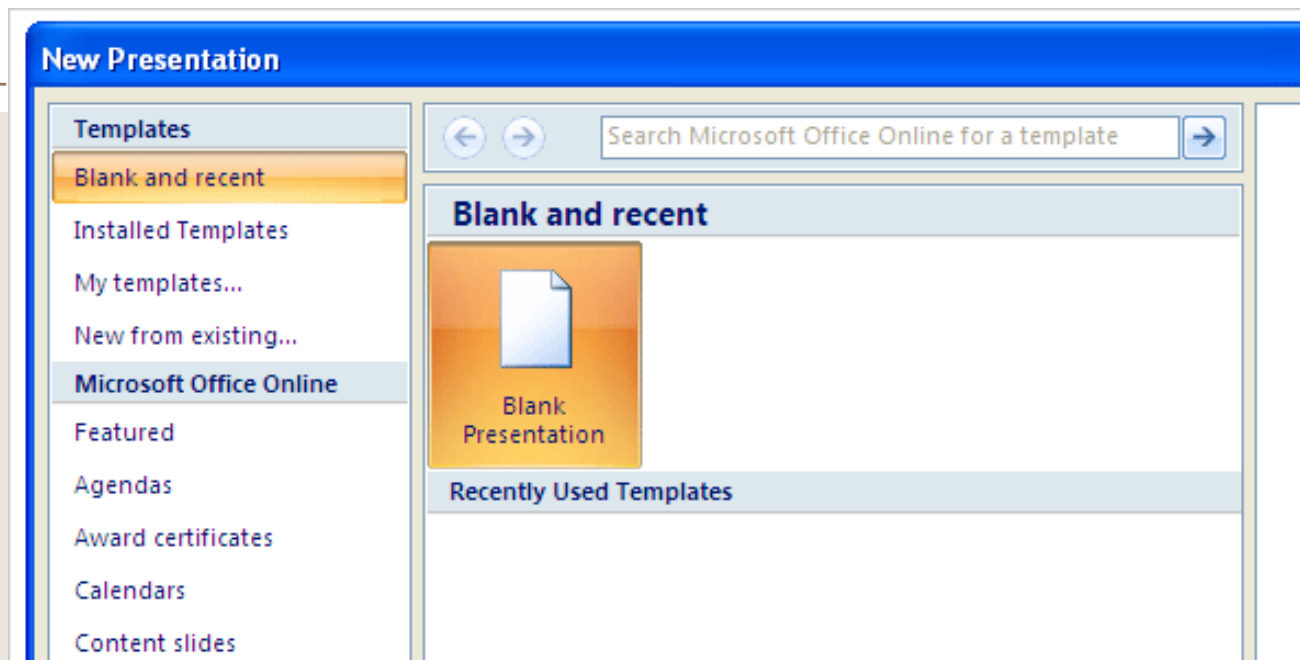 New Presentation
Templates
Blank and recent
Installed Templates
My templates...
New from existing...
Microsoft Office Online
Featured
Agendas
Award certificates
Calendars
Content slides
Search Microsoft Office Online for a template
Blank and recent
Blank
Presentation
Recently Used Templates